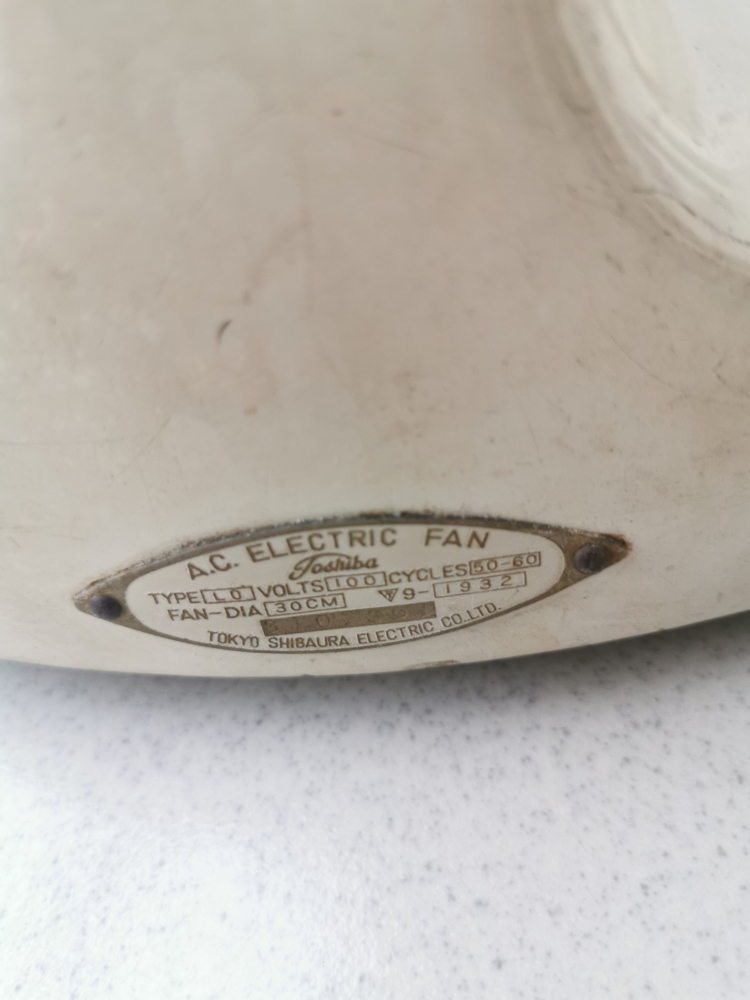 A.C. ELECTRIC FAN
Toshiba
TYPE LO VOLTS 100 CYCLES 50-60
FAN-DIA 30CM 9-1932
TOKYO SHIBAURA ELECTRIC CO.,LTD.